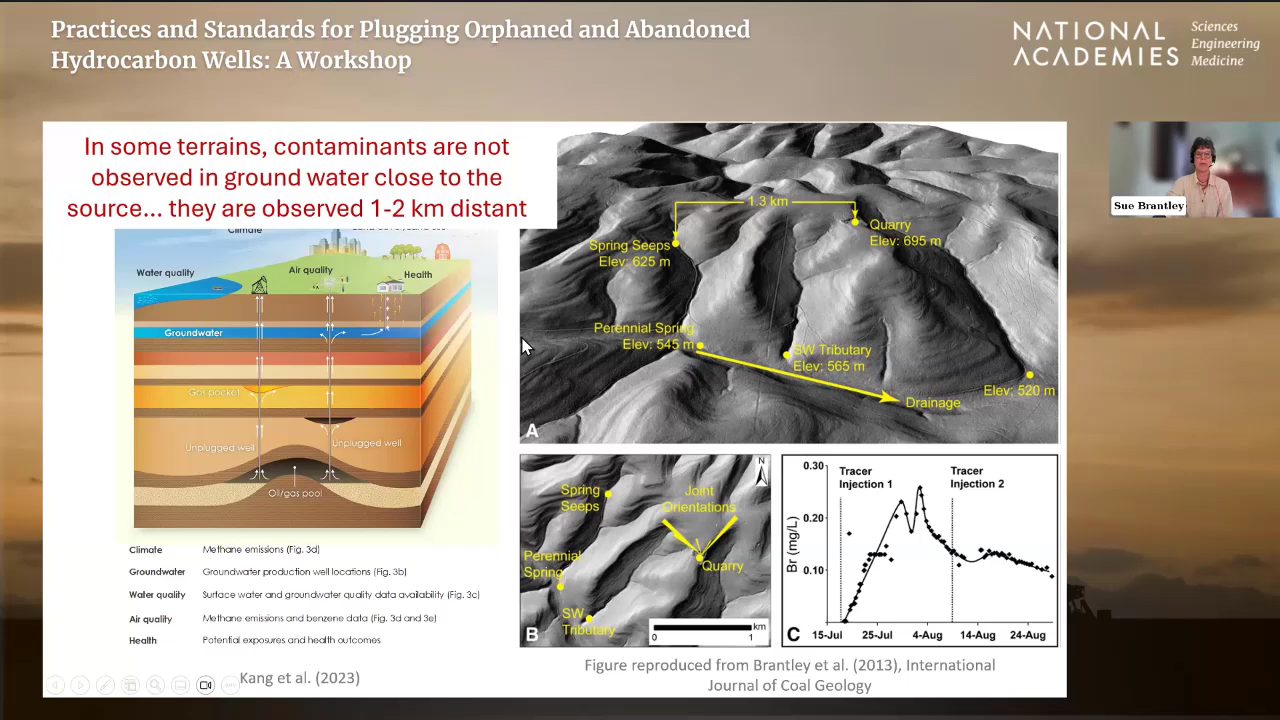 Practices and Standards for Plugging Orphaned and Abandoned
Hydrocarbon Wells: A Workshop
NATIONAL
ACADEMIES
Sciences
Engineering
Medicine
In some terrains, contaminants are not
observed in ground water close to the
source... they are observed 1-2 km distant
Climate
Water quality
Air quality
Health
Groundwater
Gas pocket
Unplugged well
Unplugged well
Oil/gas pool
Climate Methane emissions (Fig. 3d)
Groundwater Groundwater production well locations (Fig. 3b)
Water quality Surface water and groundwater quality data availability (Fig. 3c)
Air quality Methane emissions and benzene data (Fig. 3d and 3e)
Health Potential exposures and health outcomes
Kang et al. (2023)
1.3 km
Spring Seeps
Elev: 625 m
Quarry
Elev: 695 m
Perennial Spring
Elev: 545 m
SW Tributary
Elev: 565 m
Elev: 520 m
Drainage
A
N
Spring
Seeps
Joint
Orientations
Perennial
Spring
Quarry
SW
Tributary
km
0 1
B
0.30
0.20
0.10
Br (mg/L)
Tracer
Injection 1
Tracer
Injection 2
C
15-Jul 25-Jul 4-Aug 14-Aug 24-Aug
Figure reproduced from Brantley et al. (2013), International
Journal of Coal Geology
Sue Brantley